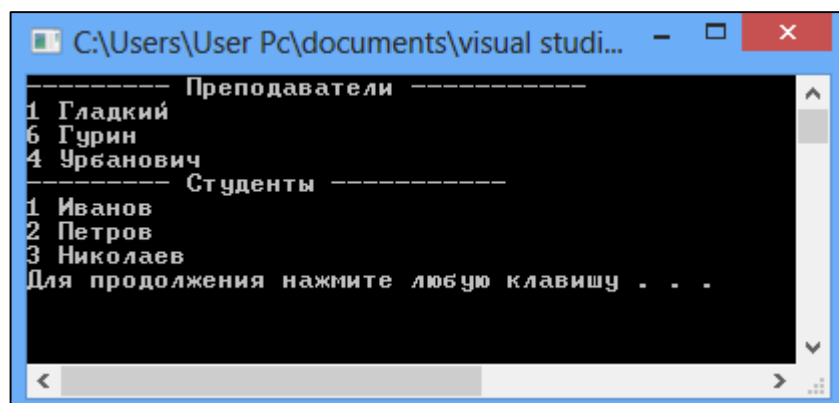 C:\Users\User Pc\documents\visual studi...
--------- Преподаватели -----------
1 Гладкий
6 Гурин
4 Урбанович
--------- Студенты -----------
1 Иванов
2 Петров
3 Николаев
Для продолжения нажмите любую клавишу . . .